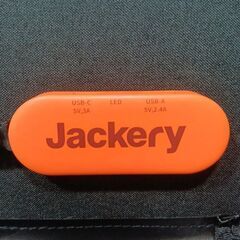 USB-C LED USB-A
5V,3A 5V,2.4A
Jackery